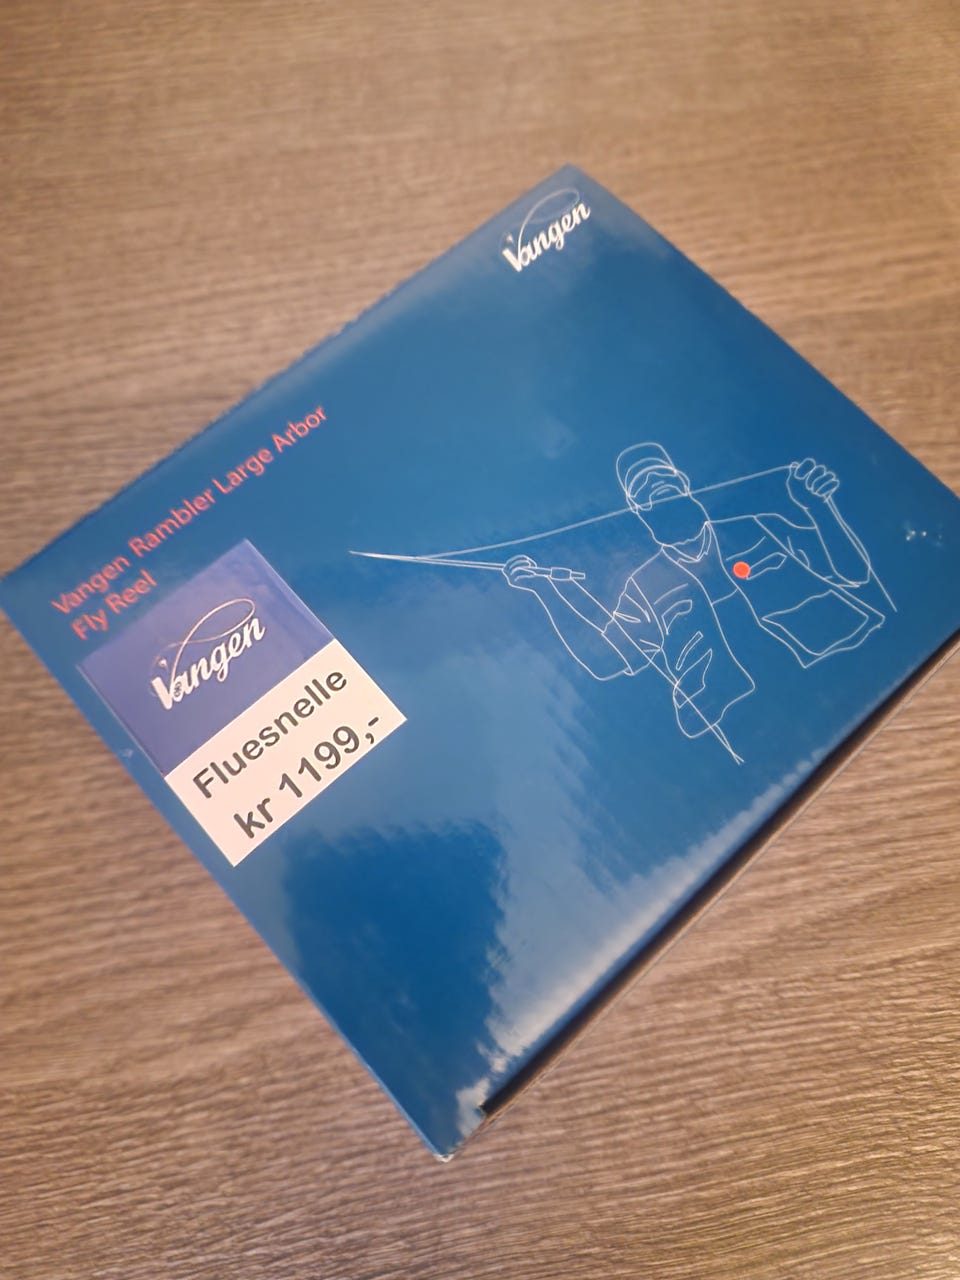 Vangen
Vangen Rambler Large Arbor
Fly Reel
Vangen
Fluesnelle
kr 1199,-